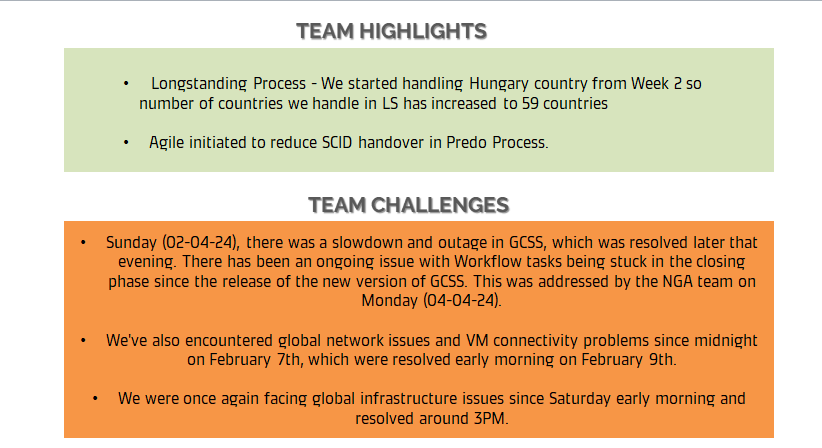 TEAM HIGHLIGHTS
• Longstanding Process - We started handling Hungary country from Week 2 so
number of countries we handle in LS has increased to 59 countries
• Agile initiated to reduce SCID handover in Predo Process.
TEAM CHALLENGES
• Sunday (02-04-24), there was a slowdown and outage in GCSS, which was resolved later that
evening. There has been an ongoing issue with Workflow tasks being stuck in the closing
phase since the release of the new version of GCSS. This was addressed by the NGA team on
Monday (04-04-24).
• We've also encountered global network issues and VM connectivity problems since midnight
on February 7th, which were resolved early morning on February 9th.
• We were once again facing global infrastructure issues since Saturday early morning and
resolved around 3PM.